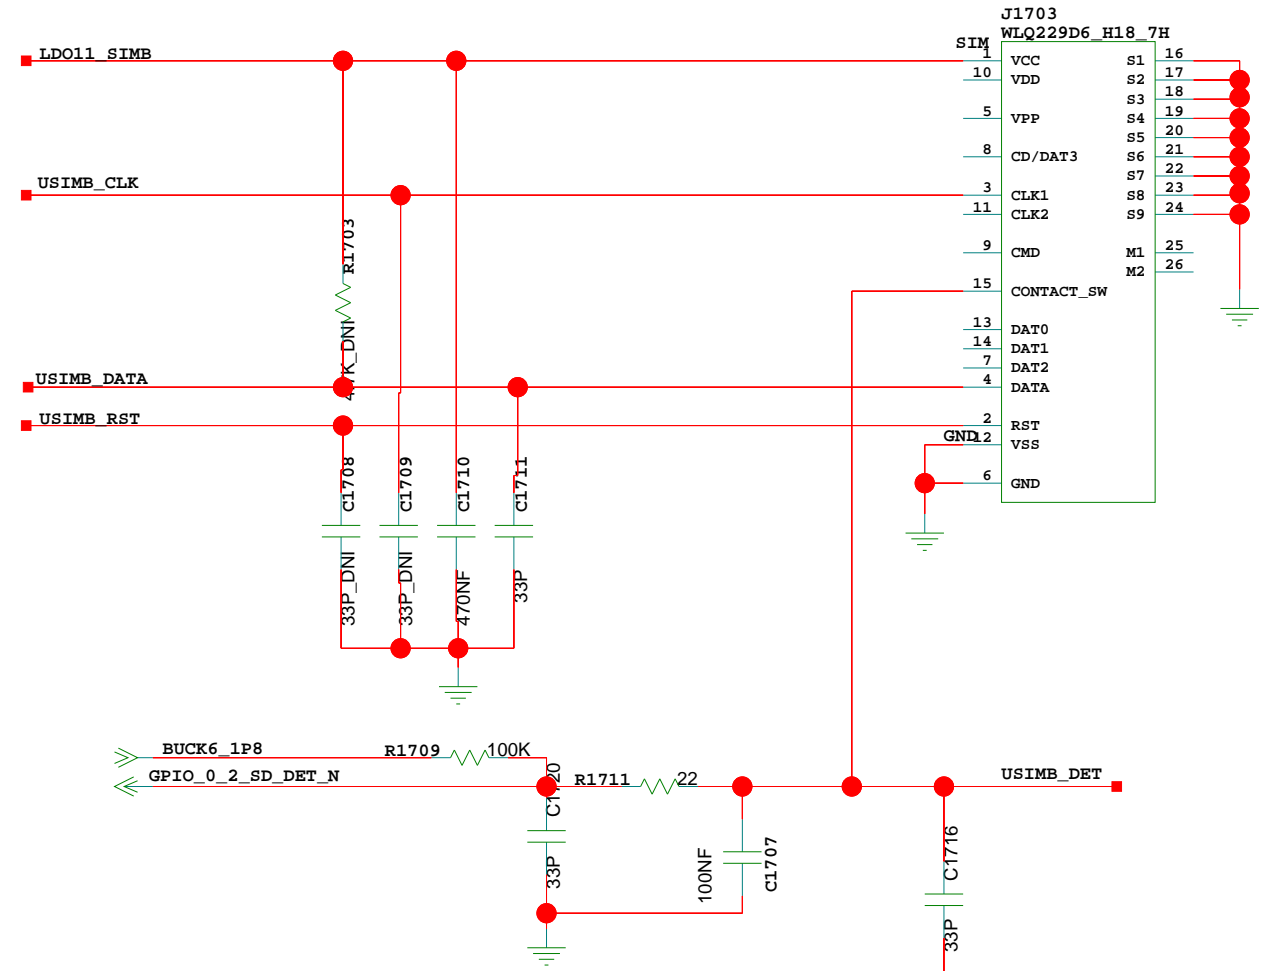 J1703
WLQ229D6_H18_7H
SIM
LDO11_SIMB
1 VCC S1 16
10 VDD S2 17
S3 18
5 VPP S4 19
S5 20
8 CD/DAT3 S6 21
S7 22
USIMB_CLK
3 CLK1 S8 23
11 CLK2 S9 24
9 CMD M1 25
M2 26
R1703
15 CONTACT_SW
13 DAT0
14 DAT1
7 DAT2
USIMB_DATA
4 DATA
USIMB_RST
2 RST
GND
12 VSS
6 GND
C1708
C1709
C1710
C1711
33P_DNI
33P_DNI
470NF
33P
BUCK6_1P8
R1709
100K
GPIO_0_2_SD_DET_N
R1711
22
USIMB_DET
33P
100NF
C1707
C1716
33P